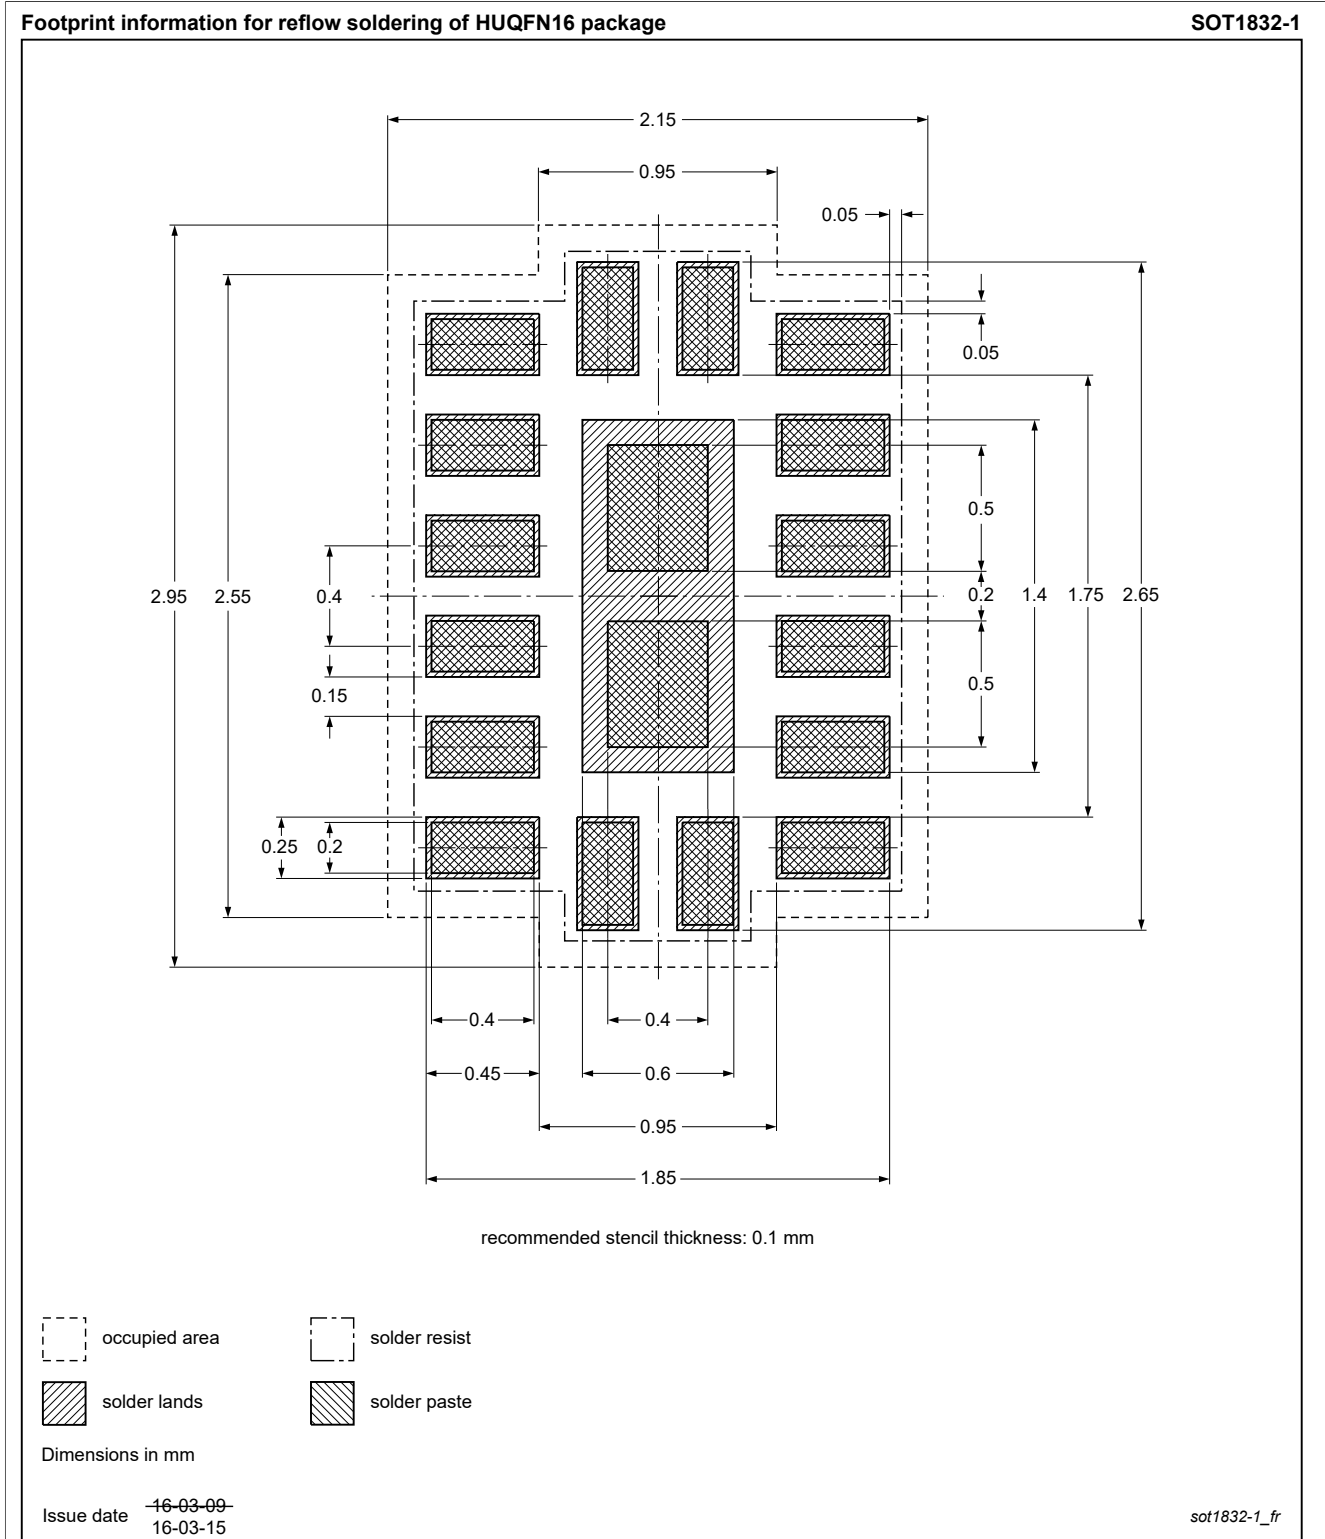 Footprint information for reflow soldering of HUQFN16 package SOT1832-1
2.15
0.95
0.05
0.05
0.5
2.95 2.55 0.4 0.2 1.4 1.75 2.65
0.5
0.15
0.25 0.2
0.4 0.4
0.45 0.6
0.95
1.85
recommended stencil thickness: 0.1 mm
occupied area solder resist
solder lands solder paste
Dimensions in mm
Issue date 16-03-09
16-03-15
sot1832-1_fr